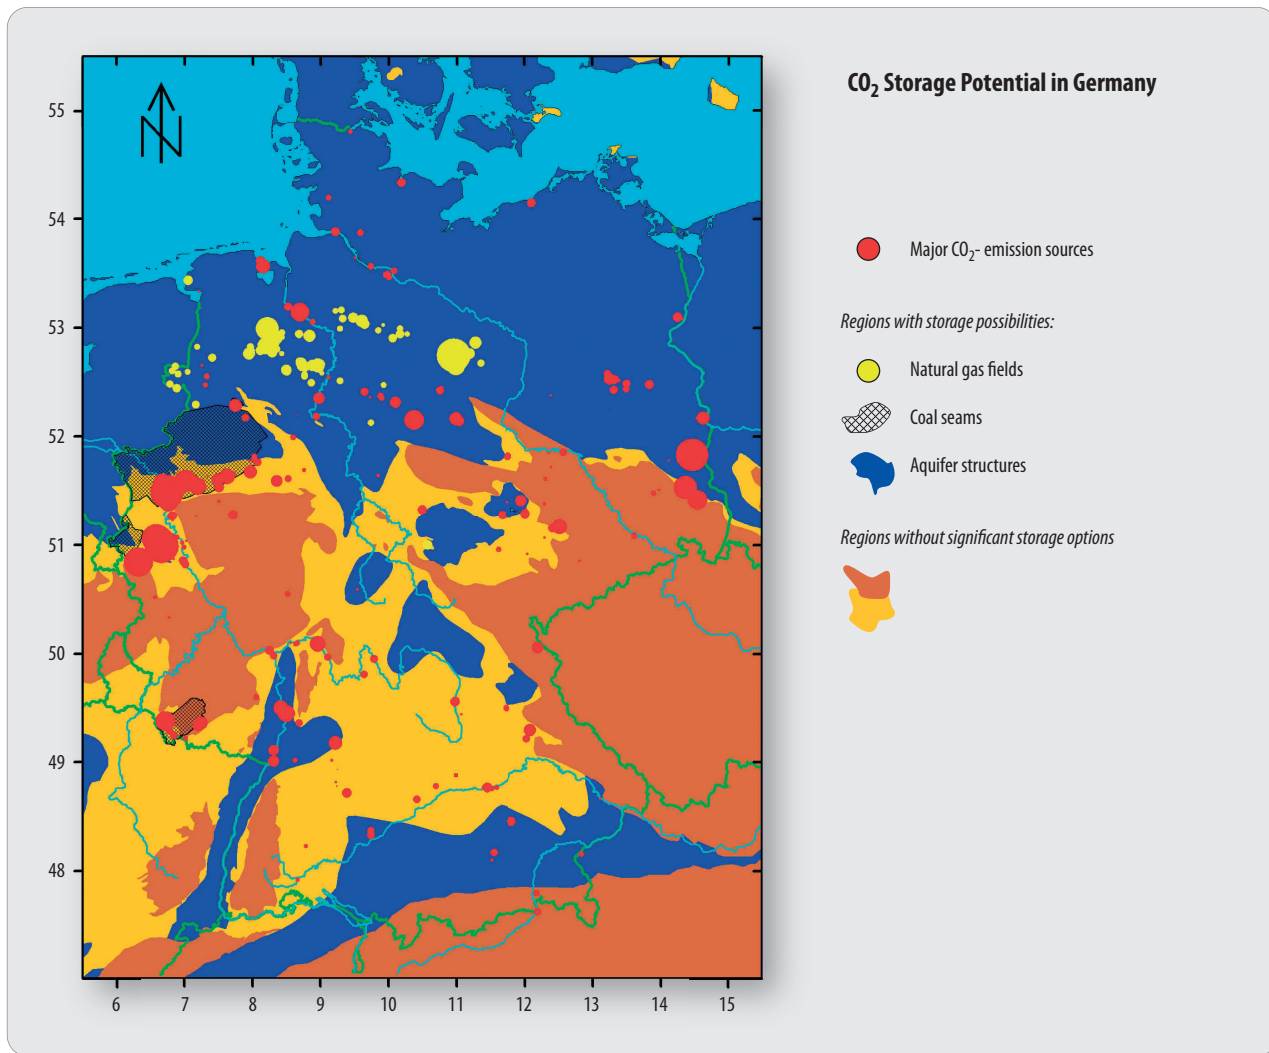 CO2 Storage Potential in Germany
Major CO2- emission sources
Regions with storage possibilities:
Natural gas fields
Coal seams
Aquifer structures
Regions without significant storage options
N
55
54
53
52
51
50
49
48
6 7 8 9 10 11 12 13 14 15